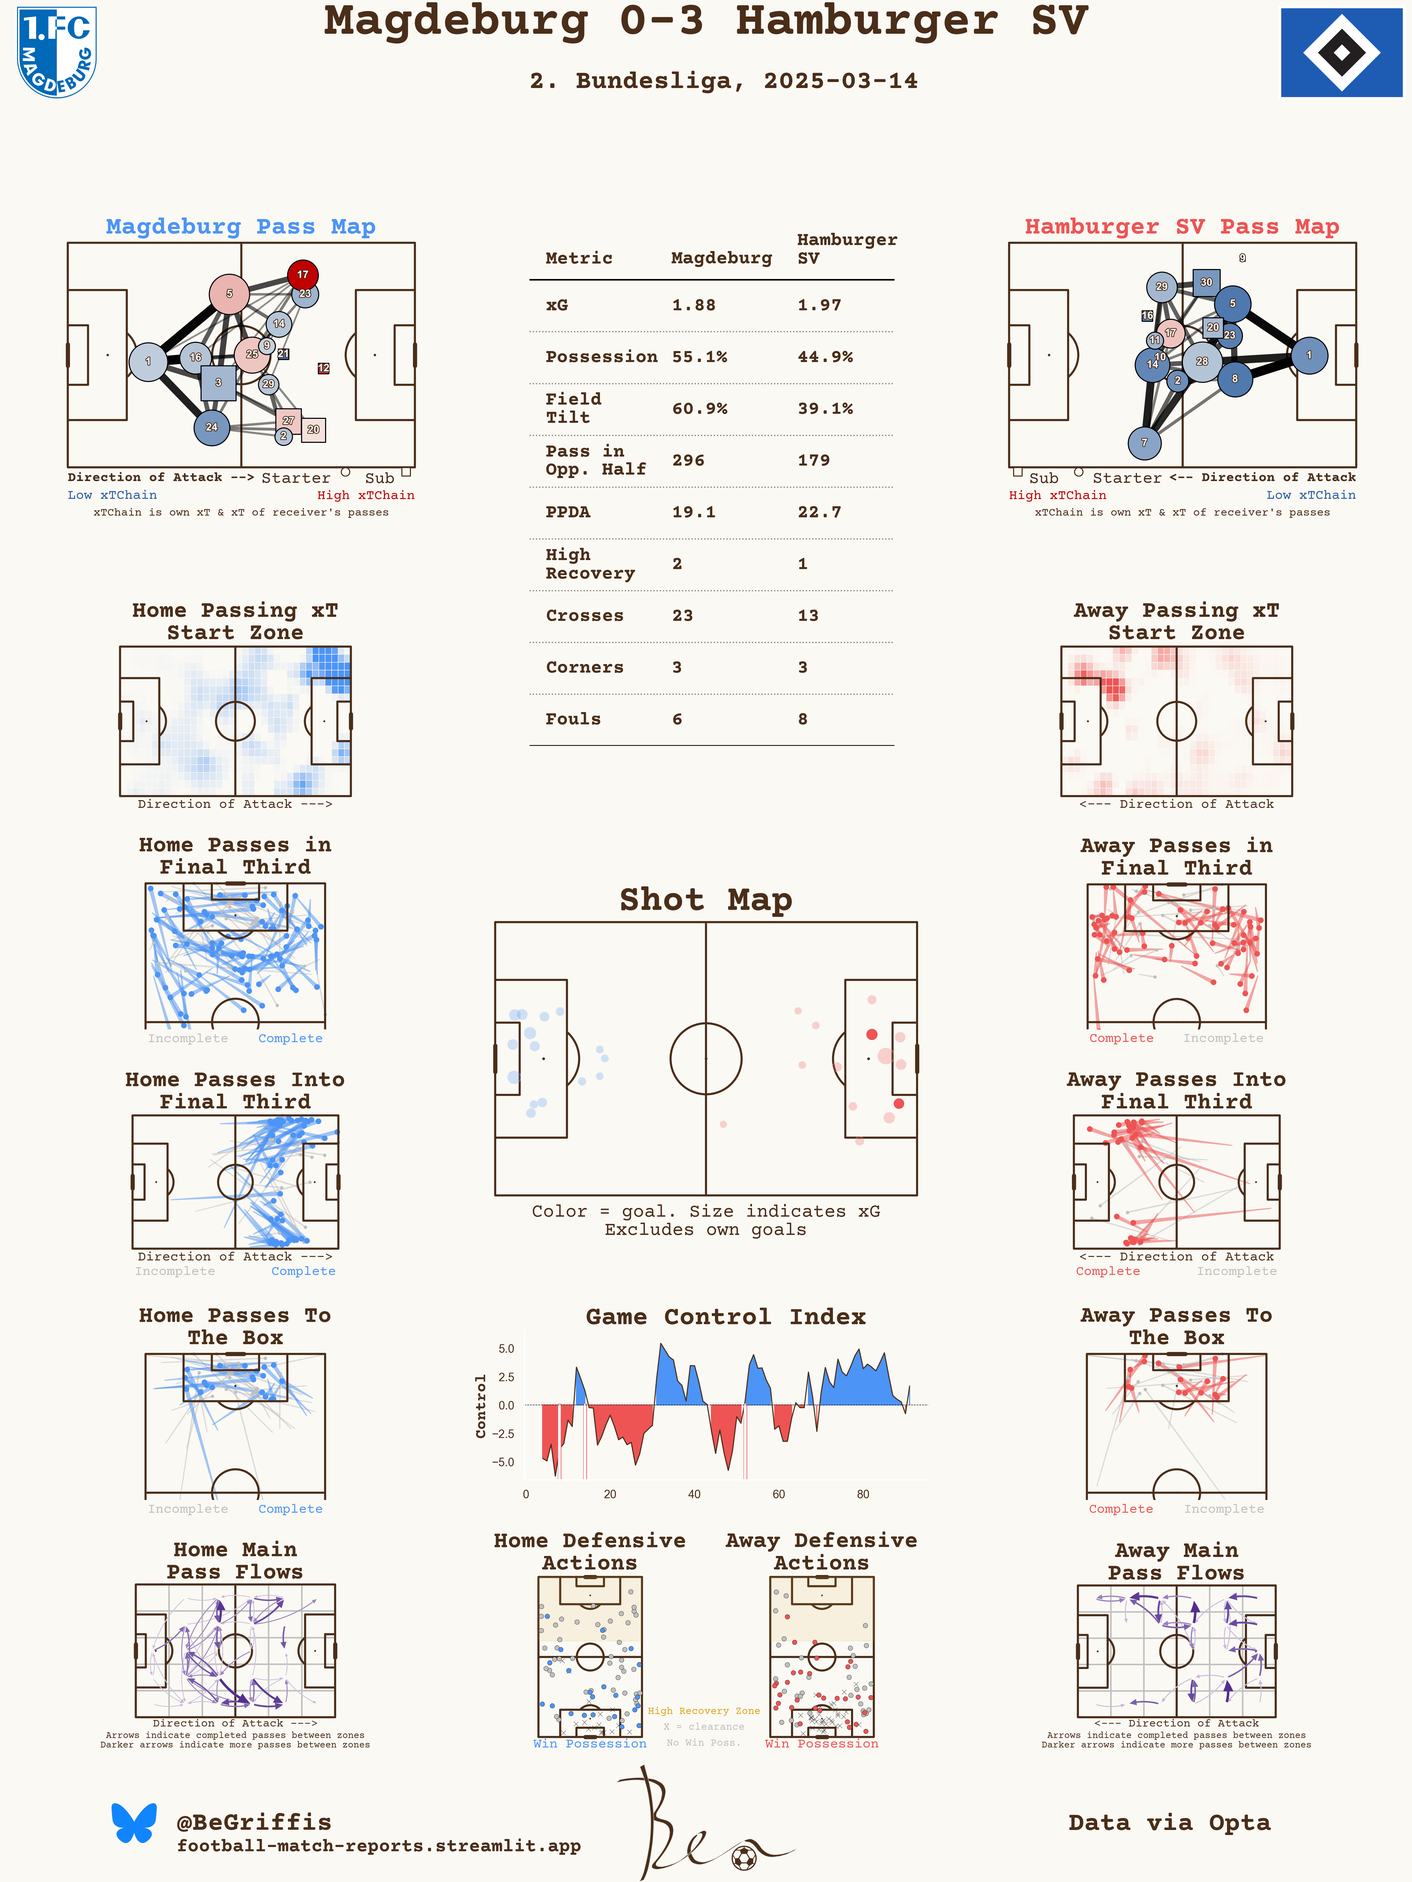 Magdeburg 0-3 Hamburger SV
2. Bundesliga, 2025-03-14
1.FC
MAGDEBURG
Magdeburg Pass Map
17
5
23
14
9
25
21
1
16
12
3
29
27
24
20
2
Direction of Attack --> Starter Sub
Low xTChain High xTChain
xTChain is own xT & xT of receiver's passes
Metric Magdeburg Hamburger
SV
xG 1.88 1.97
Possession 55.1% 44.9%
Field
Tilt 60.9% 39.1%
Pass in
Opp. Half 296 179
PPDA 19.1 22.7
High
Recovery 2 1
Crosses 23 13
Corners 3 3
Fouls 6 8
Hamburger SV Pass Map
9
30
29
5
16
20
17
23
11
10
1
14
28
2
8
7
Sub Starter <-- Direction of Attack
High xTChain Low xTChain
xTChain is own xT & xT of receiver's passes
Home Passing xT
Start Zone
Direction of Attack --->
Away Passing xT
Start Zone
<--- Direction of Attack
Home Passes in
Final Third
Incomplete Complete
Shot Map
Color = goal. Size indicates xG
Excludes own goals
Away Passes in
Final Third
Complete Incomplete
Home Passes Into
Final Third
Direction of Attack --->
Incomplete Complete
Away Passes Into
Final Third
<--- Direction of Attack
Complete Incomplete
Home Passes To
The Box
Incomplete Complete
Game Control Index
Control
5.0
2.5
0.0
−2.5
−5.0
0 20 40 60 80
Away Passes To
The Box
Complete Incomplete
Home Main
Pass Flows
Direction of Attack --->
Arrows indicate completed passes between zones
Darker arrows indicate more passes between zones
Home Defensive
Actions
Win Possession
Away Defensive
Actions
Win Possession
High Recovery Zone
X = clearance
No Win Poss.
Away Main
Pass Flows
<--- Direction of Attack
Arrows indicate completed passes between zones
Darker arrows indicate more passes between zones
@BeGriffis
football-match-reports.streamlit.app
Ben
Data via Opta